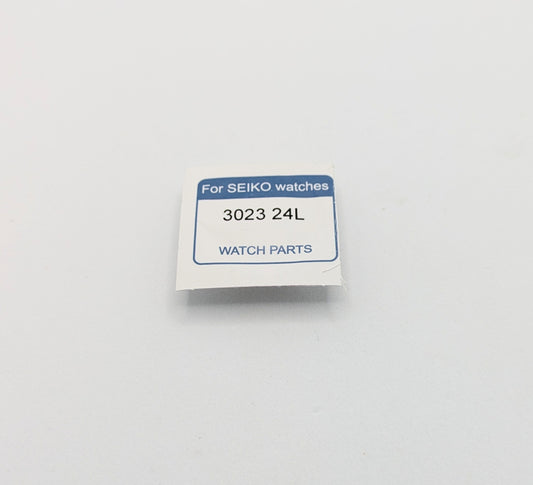 For SEIKO watches
3023 24L
WATCH PARTS